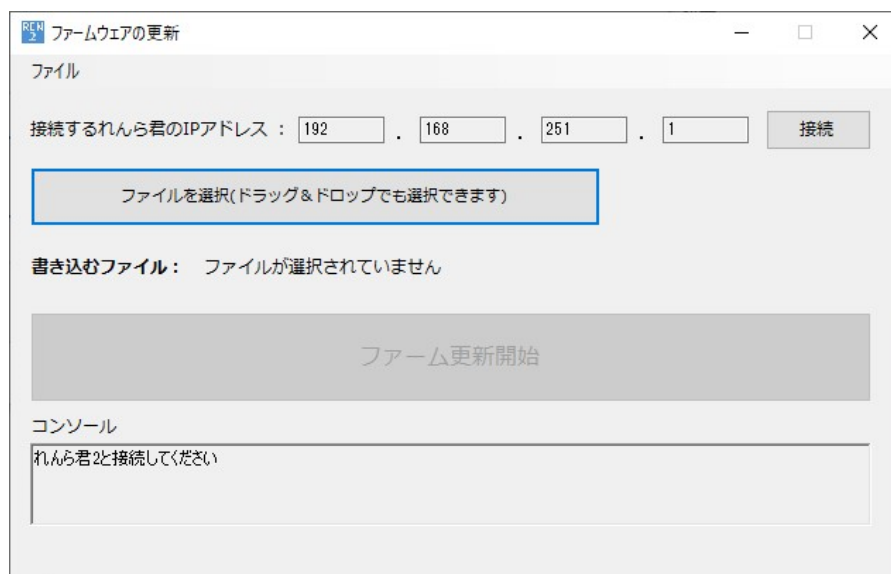 REN
2
ファームウェアの更新
ファイル
接続するれんら君のIPアドレス : 192 . 168 . 251 . 1 接続
ファイルを選択(ドラッグ&ドロップでも選択できます)
書き込むファイル： ファイルが選択されていません
ファーム更新開始
コンソール
れんら君2と接続してください